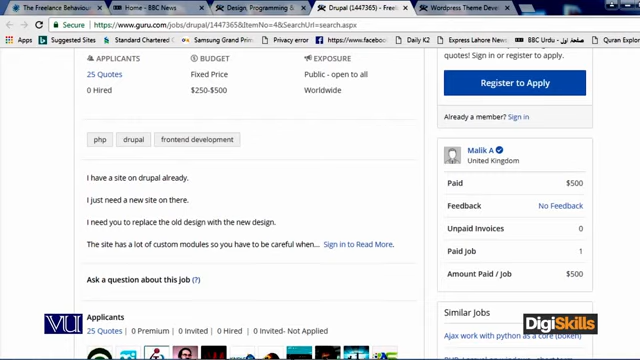 The Freelance Behaviou
Home - BBC News
Design, Programming &
Drupal (1447365) - Freel
Wordpress Theme Devel
Secure
https://www.guru.com/jobs/drupal/1447365&ItemNo=4&SearchUrl=search.aspx
Suggested Sites
Start
Samsung Grand Prime
Privacy error
https://www.facebook
Daily K2
Express Lahore News
BBC Urdu - صفحۂ اول
Quran Explor
APPLICANTS
BUDGET
EXPOSURE
25 Quotes
Fixed Price
Public - open to all
0 Hired
$250-$500
Worldwide
php
drupal
frontend development
I have a site on drupal already.
I just need a new site on there.
I need you to replace the old design with the new design.
The site has a lot of custom modules so you have to be careful when... Sign in to Read More.
Ask a question about this job (?)
Applicants
25 Quotes | 0 Premium | 0 Invited | 0 Hired | 0 Invited- Not Applied
quotes! Sign in or register to apply.
Register to Apply
Already a member? Sign in
Malik A
United Kingdom
Paid
$500
Feedback
No Feedback
Unpaid Invoices
0
Paid Job
1
Amount Paid / Job
$500
Similar Jobs
Ajax work with python as a core (boken)
VU
DigiSkills